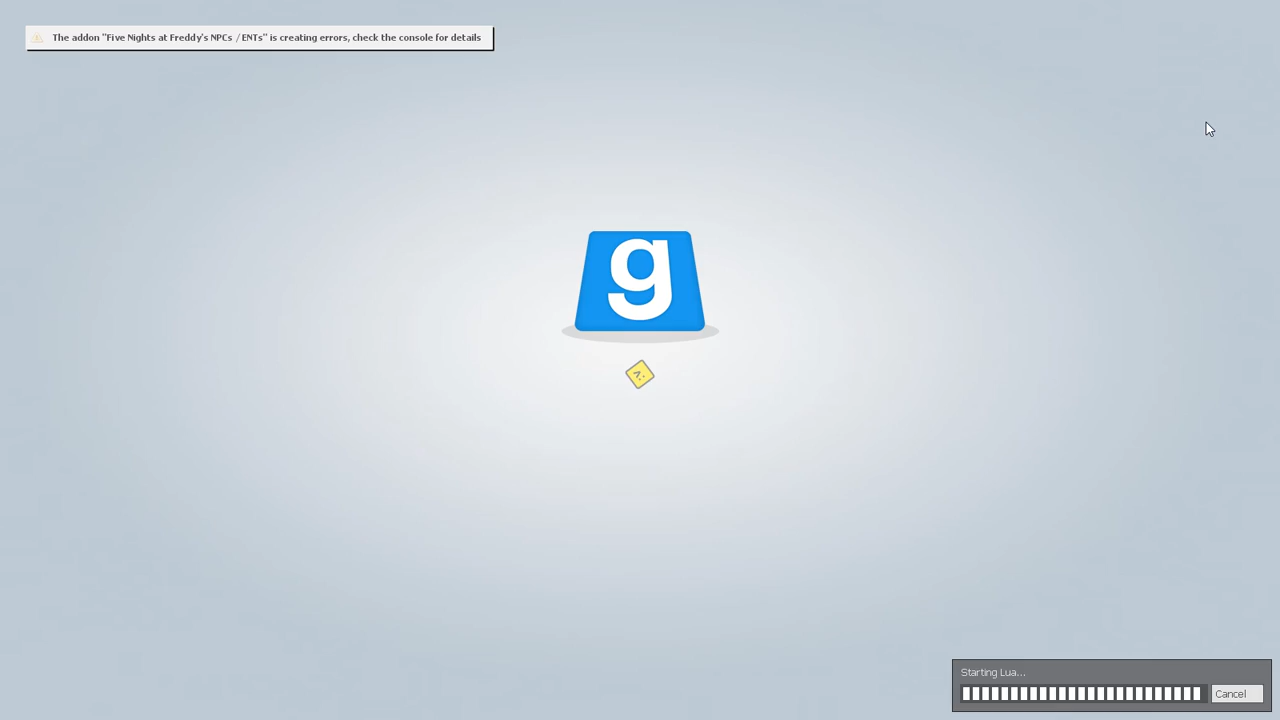 The addon "Five Nights at Freddy's NPCs / ENTs" is creating errors, check the console for details
g
Starting Lua...
Cancel